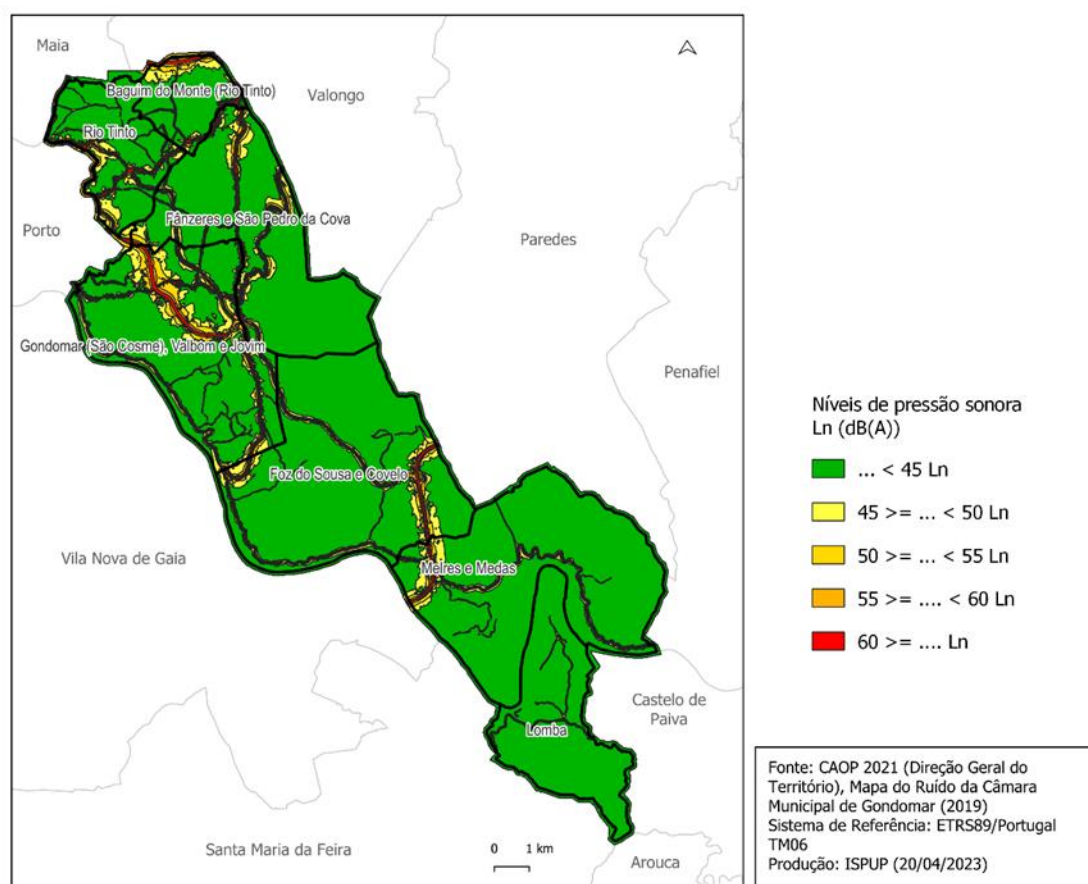 Maia
Valongo
Baguim do Monte (Rio Tinto)
Rio Tinto
Fânzeres e São Pedro da Cova
Porto
Paredes
Gondomar (São Cosme), Valbom e Jovim
Penafiel
Foz do Sousa e Covelo
Vila Nova de Gaia
Melres e Medas
Castelo de
Paiva
Lomba
Santa Maria da Feira
0 1 km
Arouca
Níveis de pressão sonora
Ln (dB(A))
... < 45 Ln
45 >= ... < 50 Ln
50 >= ... < 55 Ln
55 >= .... < 60 Ln
60 >= .... Ln
Fonte: CAOP 2021 (Direção Geral do
Território), Mapa do Ruído da Câmara
Municipal de Gondomar (2019)
Sistema de Referência: ETRS89/Portugal
TM06
Produção: ISPUP (20/04/2023)